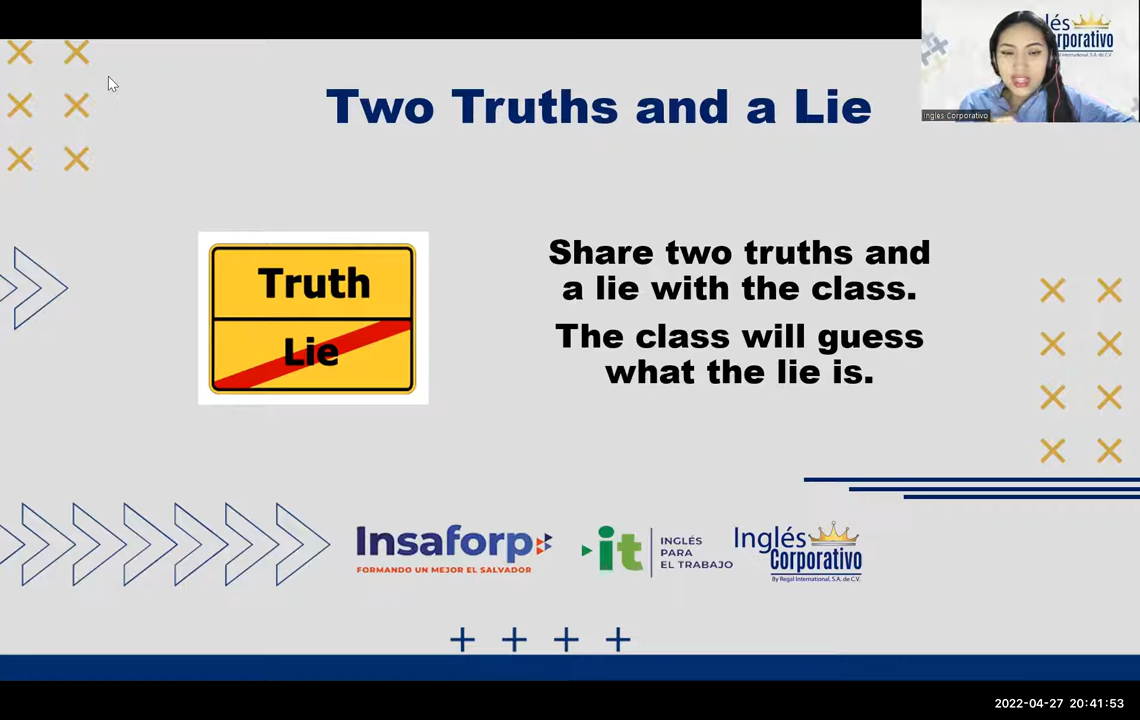 lés
rporativo
Ingles Corporativo
Two Truths and a Lie
Truth
Lie
Share two truths and
a lie with the class.
The class will guess
what the lie is.
Insaforp
FORMANDO UN MEJOR EL SALVADOR
it
INGLÉS
PARA
EL TRABAJO
Inglés
Corporativo
By Regal International, S.A. de C.V.
2022-04-27 20:41:53